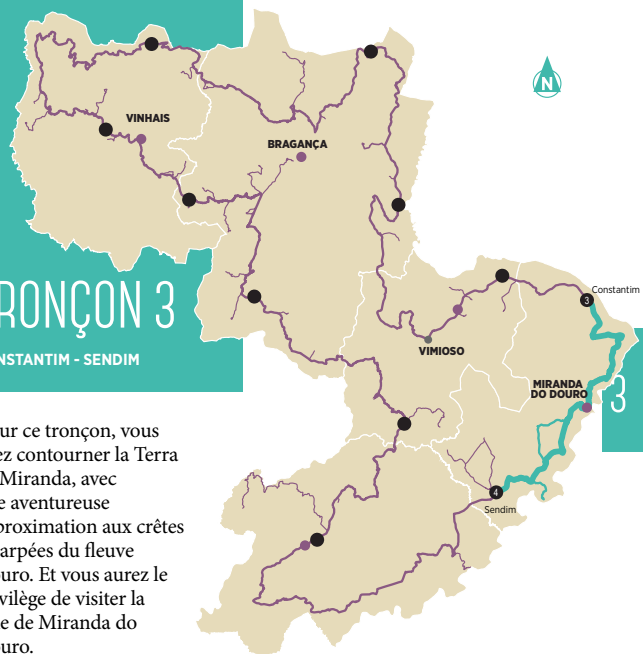 N
VINHAIS
BRAGANÇA
3
Constantim
VIMIOSO
MIRANDA
DO DOURO
3
4
Sendim
RONÇON 3
NSTANTIM - SENDIM
ur ce tronçon, vous
ez contourner la Terra
Miranda, avec
e aventureuse
proximation aux crêtes
arpées du fleuve
uro. Et vous aurez le
vilège de visiter la
e de Miranda do
uro.